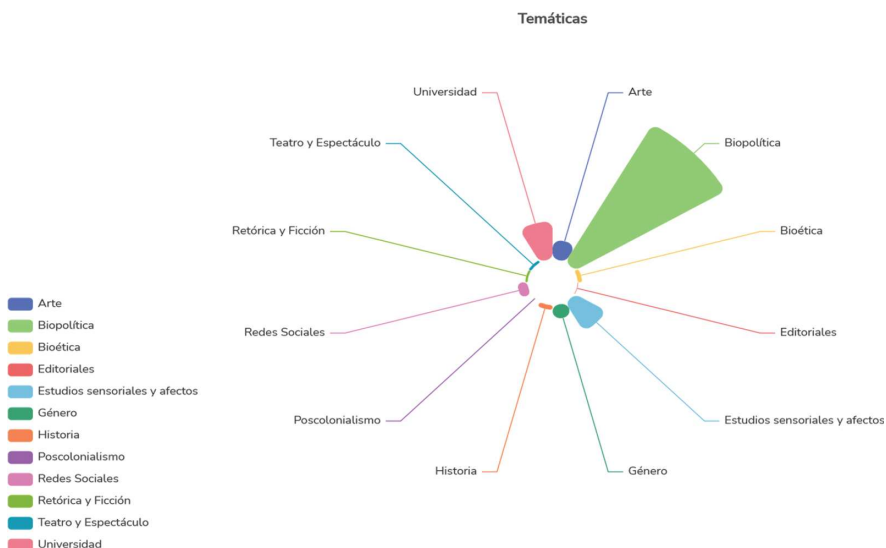 Temáticas
Universidad
Arte
Teatro y Espectáculo
Biopolítica
Retórica y Ficción
Bioética
Redes Sociales
Editoriales
Poscolonialismo
Estudios sensoriales y afectos
Historia
Género
Arte
Biopolítica
Bioética
Editoriales
Estudios sensoriales y afectos
Género
Historia
Poscolonialismo
Redes Sociales
Retórica y Ficción
Teatro y Espectáculo
Universidad